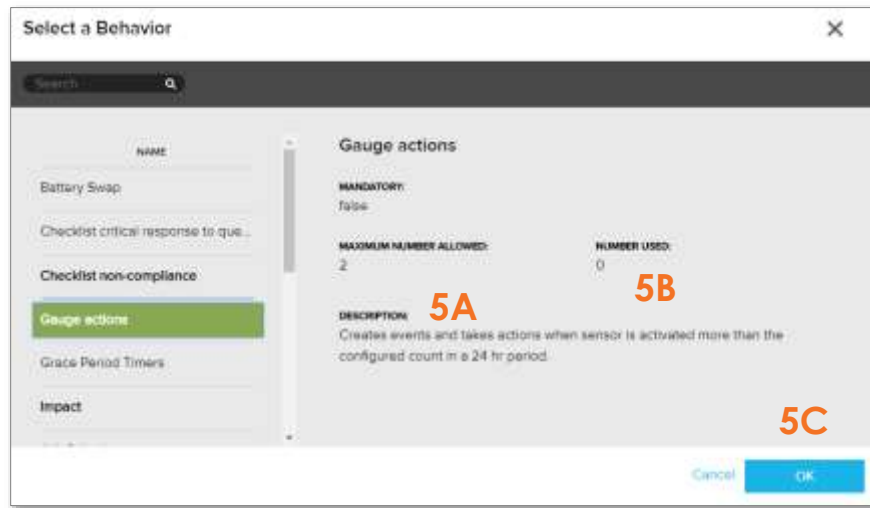 Select a Behavior
Search
NAME
Battery Swap
Checklist critical response to que...
Checklist non-compliance
Gauge actions
Grace Period Timers
Impact
Gauge actions
MANDATORY:
false
MAXIMUM NUMBER ALLOWED: NUMBER USED:
2 0
5A 5B
DESCRIPTION:
Creates events and takes actions when sensor is activated more than the
configured count in a 24 hr period.
5C
Cancel OK